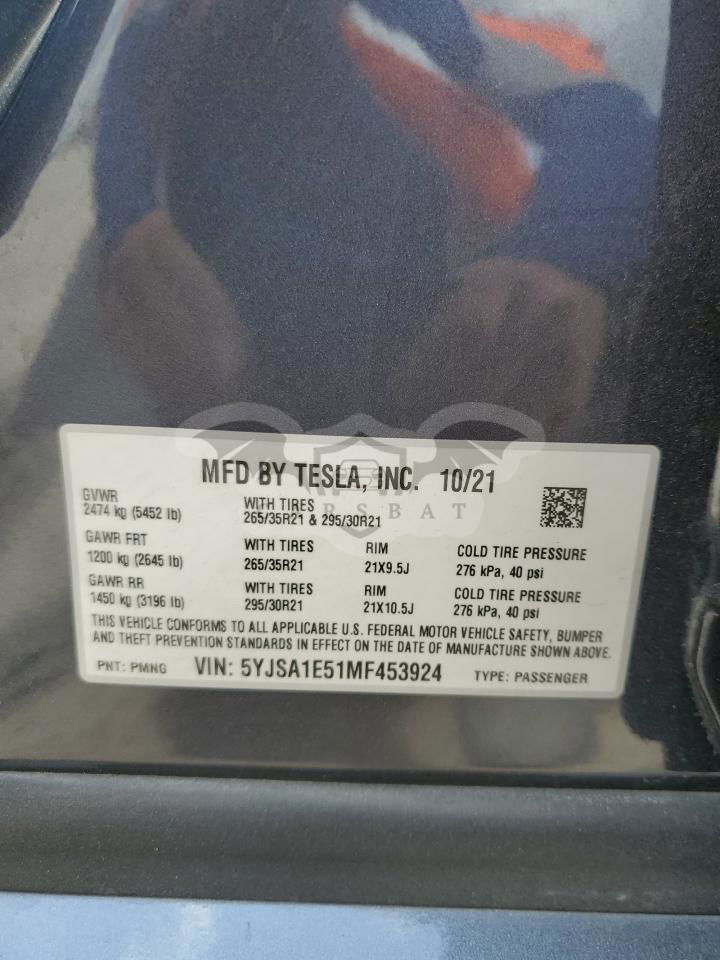 MFD BY TESLA, INC. 10/21
GVWR
2474 kg (5452 lb)
WITH TIRES
265/35R21 & 295/30R21
GAWR FRT
1200 kg (2645 lb)
WITH TIRES
265/35R21
RIM
21X9.5J
COLD TIRE PRESSURE
276 kPa, 40 psi
GAWR RR
1450 kg (3196 lb)
WITH TIRES
295/30R21
RIM
21X10.5J
COLD TIRE PRESSURE
276 kPa, 40 psi
THIS VEHICLE CONFORMS TO ALL APPLICABLE U.S. FEDERAL MOTOR VEHICLE SAFETY, BUMPER
AND THEFT PREVENTION STANDARDS IN EFFECT ON THE DATE OF MANUFACTURE SHOWN ABOVE.
PNT: PMNG VIN: 5YJSA1E51MF453924 TYPE: PASSENGER